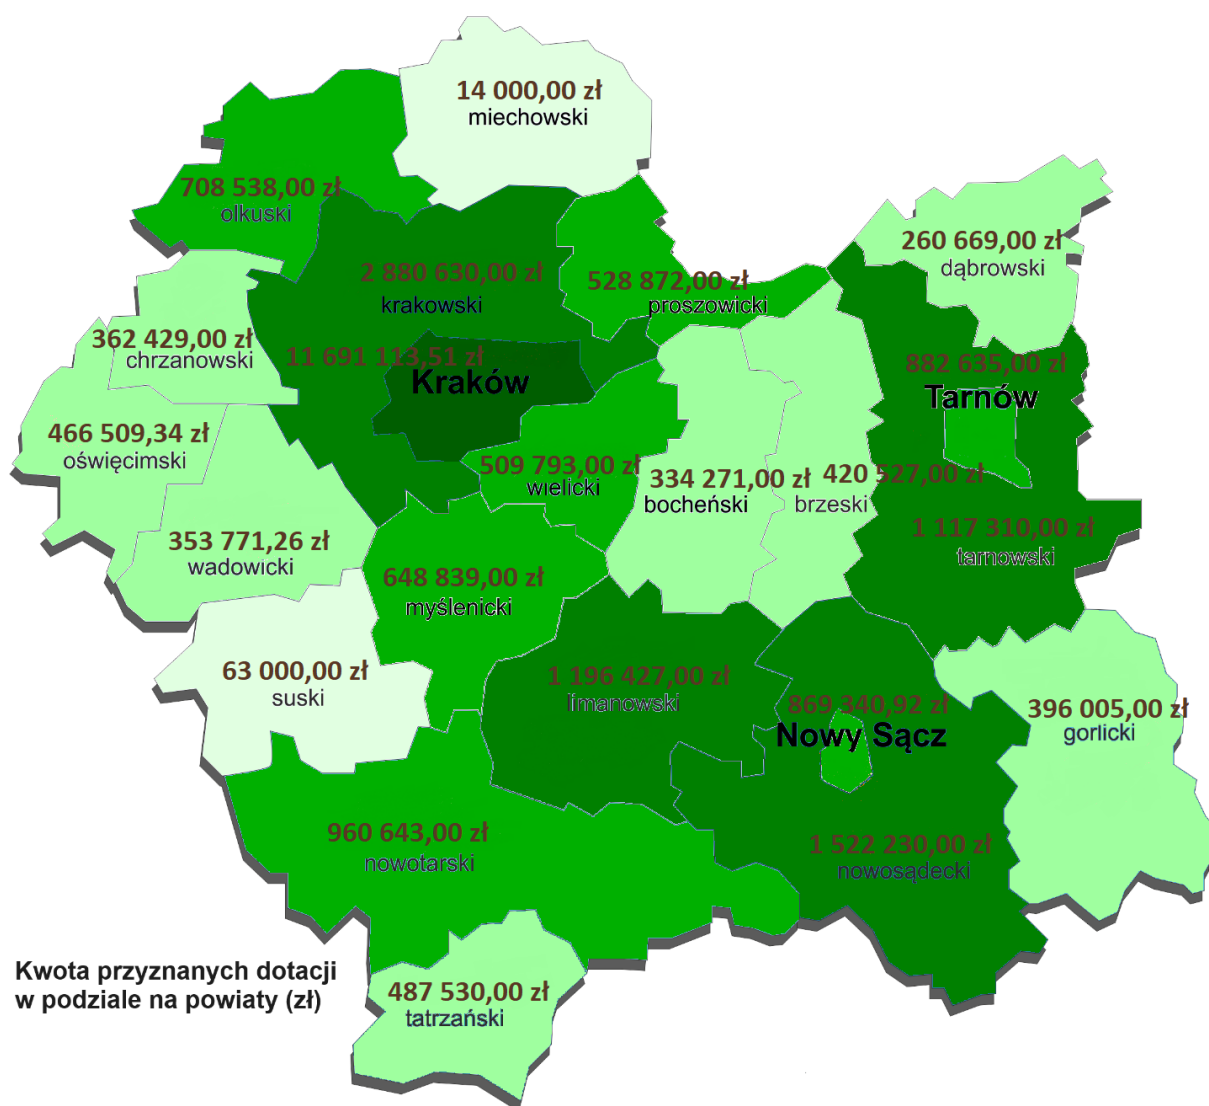 14 000,00 zł
miechowski
708 538,00 zł
olkuski
260 669,00 zł
dąbrowski
2 880 630,00 zł
krakowski
528 872,00 zł
proszowicki
362 429,00 zł
chrzanowski
11 691 113,51 zł
Kraków
882 635,00 zł
Tarnów
466 509,34 zł
oświęcimski
509 793,00 zł
wielicki
334 271,00 zł
bocheński
420 527,00 zł
brzeski
353 771,26 zł
wadowicki
1 117 310,00 zł
tarnowski
648 839,00 zł
myślenicki
63 000,00 zł
suski
1 196 427,00 zł
limanowski
869 340,92 zł
Nowy Sącz
396 005,00 zł
gorlicki
960 643,00 zł
nowotarski
1 522 230,00 zł
nowosądecki
Kwota przyznanych dotacji
w podziale na powiaty (zł)
487 530,00 zł
tatrzański